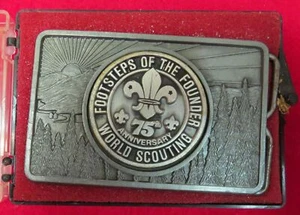 FOOTSTEPS OF THE FOUNDER
75th
ANNIVERSARY
WORLD SCOUTING